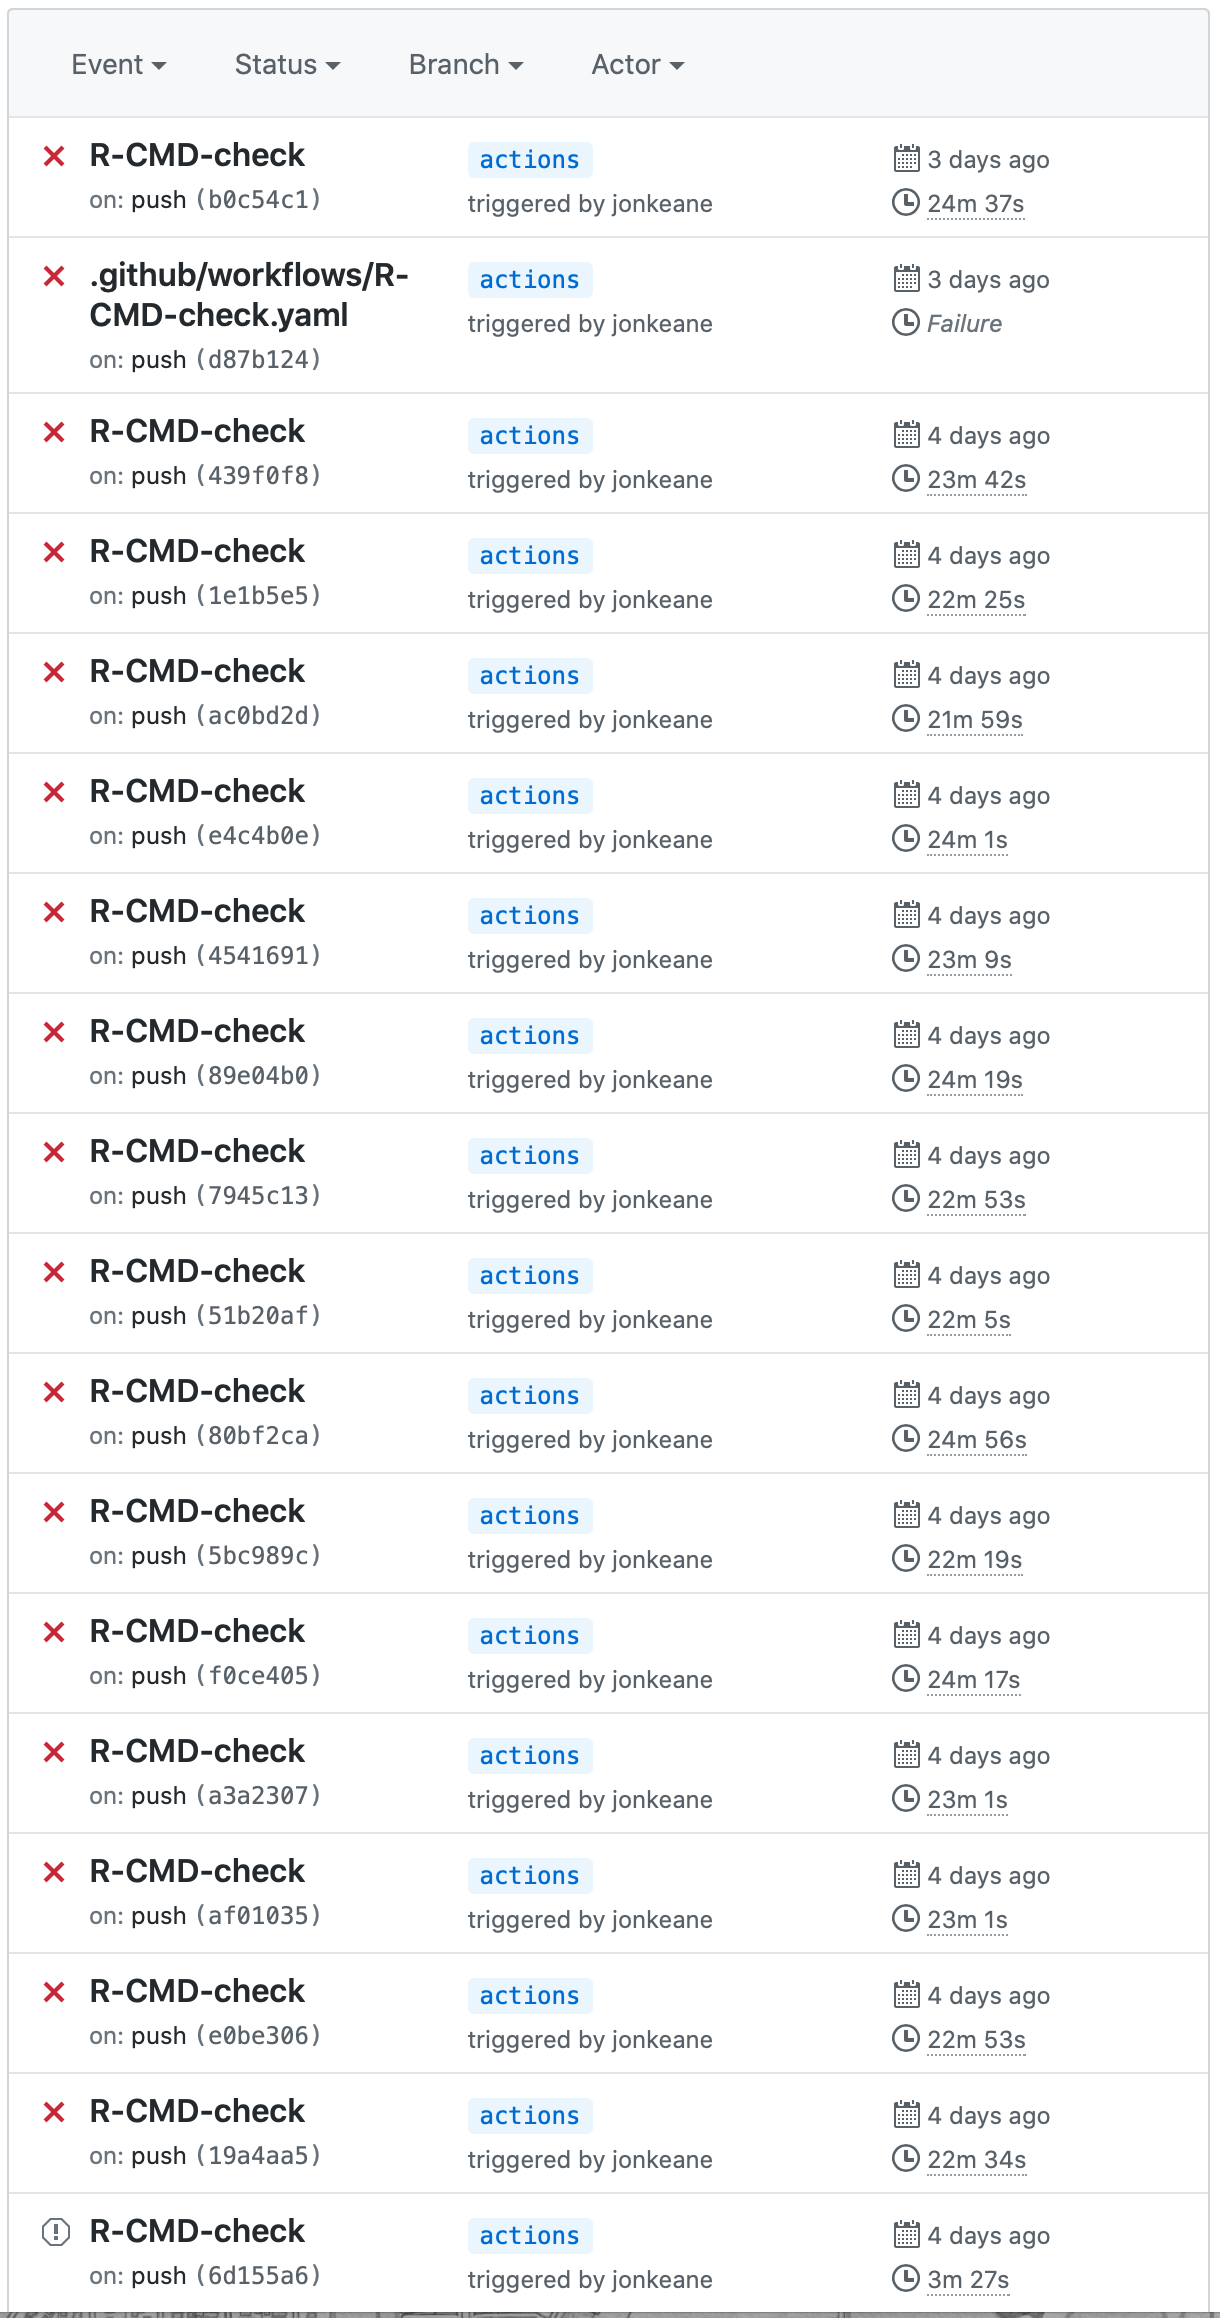 Event Status Branch Actor
R-CMD-check
on: push (b0c54c1)
actions
triggered by jonkeane
3 days ago
24m 37s
.github/workflows/R-
CMD-check.yaml
on: push (d87b124)
actions
triggered by jonkeane
3 days ago
Failure
R-CMD-check
on: push (439f0f8)
actions
triggered by jonkeane
4 days ago
23m 42s
R-CMD-check
on: push (1e1b5e5)
actions
triggered by jonkeane
4 days ago
22m 25s
R-CMD-check
on: push (ac0bd2d)
actions
triggered by jonkeane
4 days ago
21m 59s
R-CMD-check
on: push (e4c4b0e)
actions
triggered by jonkeane
4 days ago
24m 1s
R-CMD-check
on: push (4541691)
actions
triggered by jonkeane
4 days ago
23m 9s
R-CMD-check
on: push (89e04b0)
actions
triggered by jonkeane
4 days ago
24m 19s
R-CMD-check
on: push (7945c13)
actions
triggered by jonkeane
4 days ago
22m 53s
R-CMD-check
on: push (51b20af)
actions
triggered by jonkeane
4 days ago
22m 5s
R-CMD-check
on: push (80bf2ca)
actions
triggered by jonkeane
4 days ago
24m 56s
R-CMD-check
on: push (5bc989c)
actions
triggered by jonkeane
4 days ago
22m 19s
R-CMD-check
on: push (f0ce405)
actions
triggered by jonkeane
4 days ago
24m 17s
R-CMD-check
on: push (a3a2307)
actions
triggered by jonkeane
4 days ago
23m 1s
R-CMD-check
on: push (af01035)
actions
triggered by jonkeane
4 days ago
23m 1s
R-CMD-check
on: push (e0be306)
actions
triggered by jonkeane
4 days ago
22m 53s
R-CMD-check
on: push (19a4aa5)
actions
triggered by jonkeane
4 days ago
22m 34s
R-CMD-check
on: push (6d155a6)
actions
triggered by jonkeane
4 days ago
3m 27s